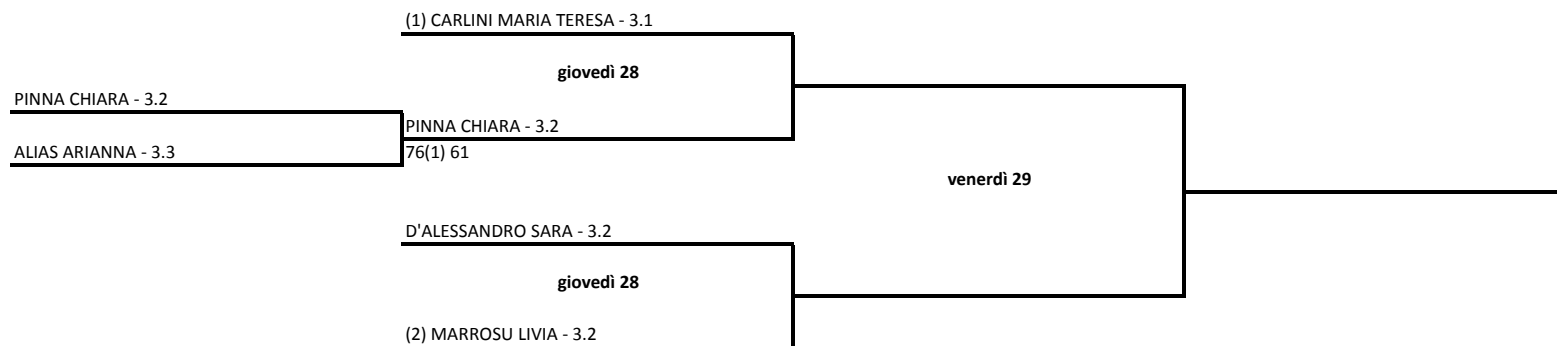 (1) CARLINI MARIA TERESA - 3.1
giovedì 28
PINNA CHIARA - 3.2
PINNA CHIARA - 3.2
ALIAS ARIANNA - 3.3
76(1) 61
venerdì 29
D'ALESSANDRO SARA - 3.2
giovedì 28
(2) MARROSU LIVIA - 3.2